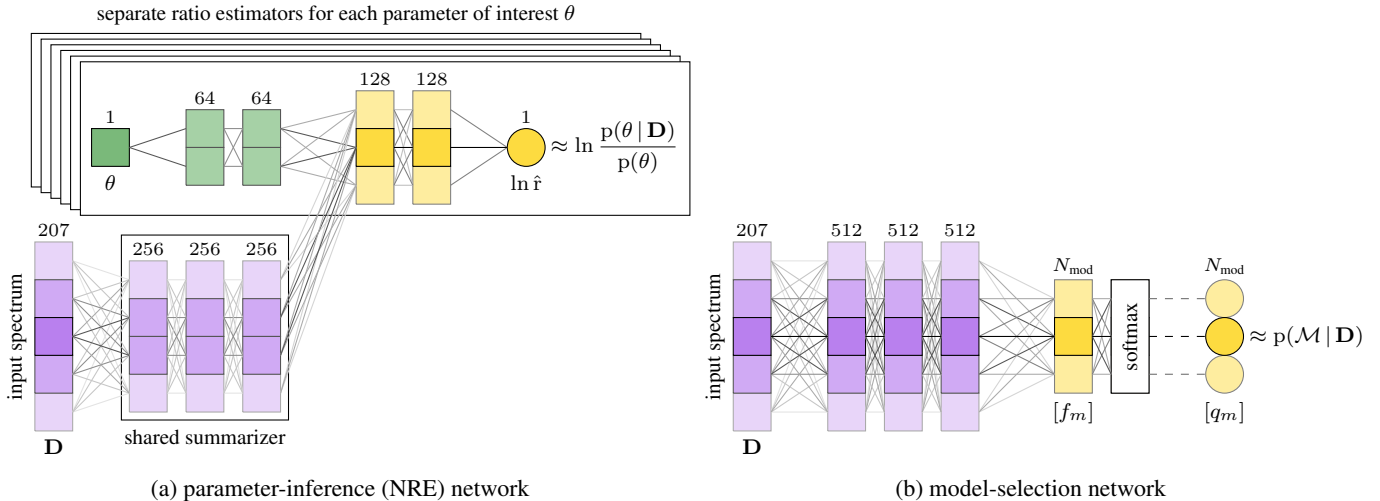 separate ratio estimators for each parameter of interest θ
1
64 64
128 128
1
θ
ln r̂
≈ ln p(θ | D) / p(θ)
207
256 256 256
input spectrum
D
shared summarizer
(a) parameter-inference (NRE) network
207
512 512 512
N_mod
N_mod
input spectrum
softmax
≈ p(ℳ | D)
D
[f_m]
[q_m]
(b) model-selection network